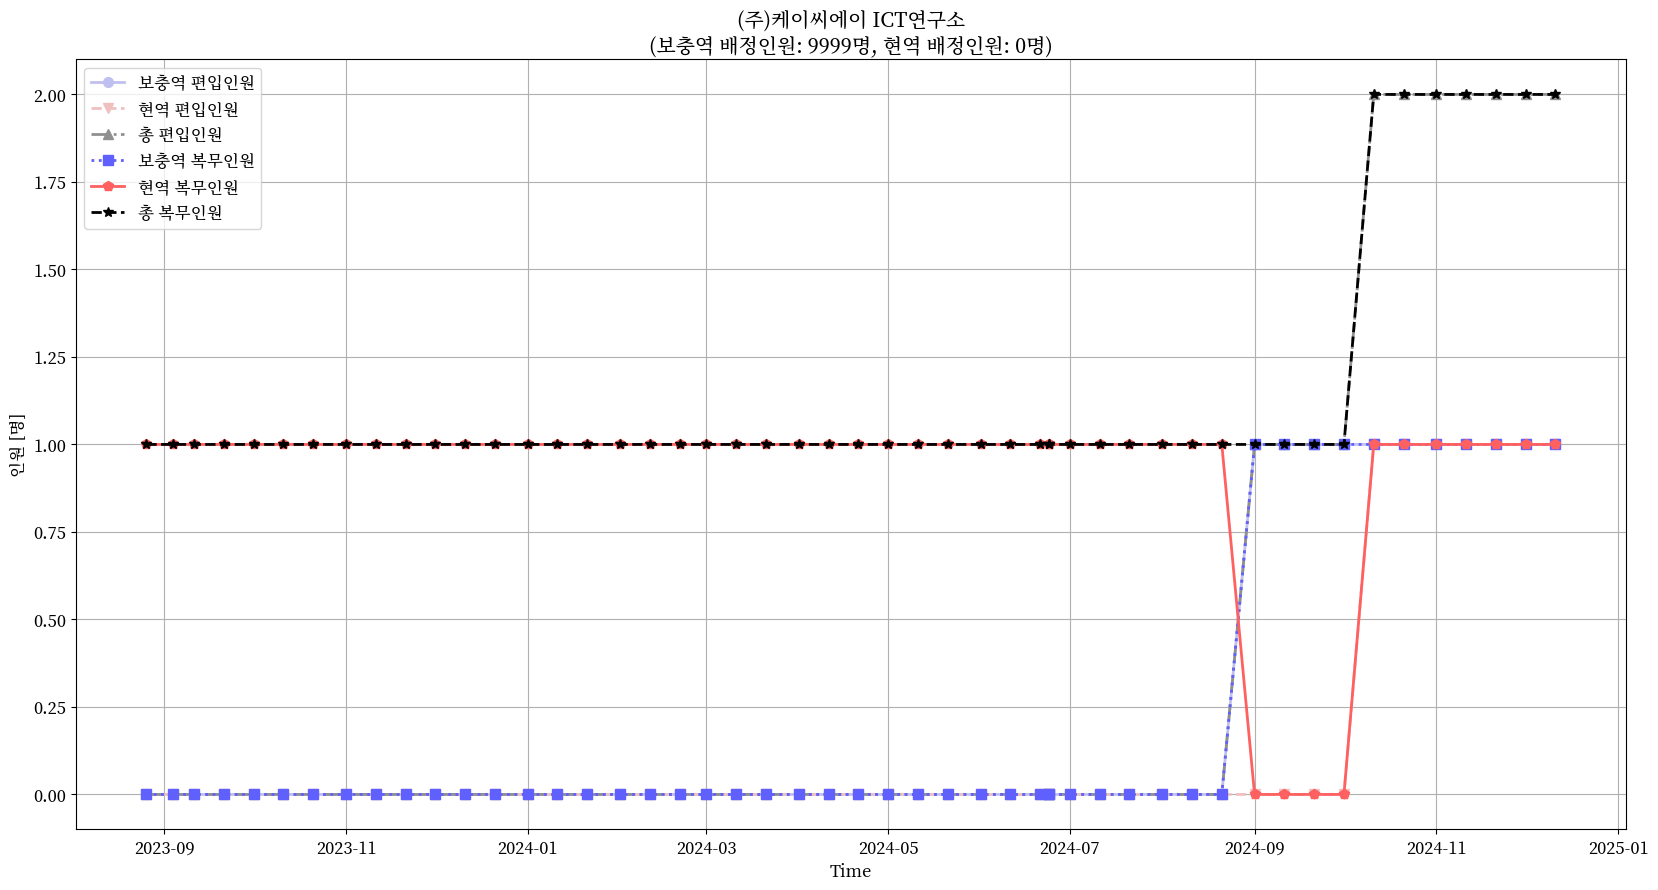 (주)케이씨에이 ICT연구소
(보충역 배정인원: 9999명, 현역 배정인원: 0명)
보충역 편입인원
현역 편입인원
총 편입인원
보충역 복무인원
현역 복무인원
총 복무인원
2.00
1.75
1.50
1.25
1.00
0.75
0.50
0.25
0.00
인원 [명]
2023-09 2023-11 2024-01 2024-03 2024-05 2024-07 2024-09 2024-11 2025-01
Time